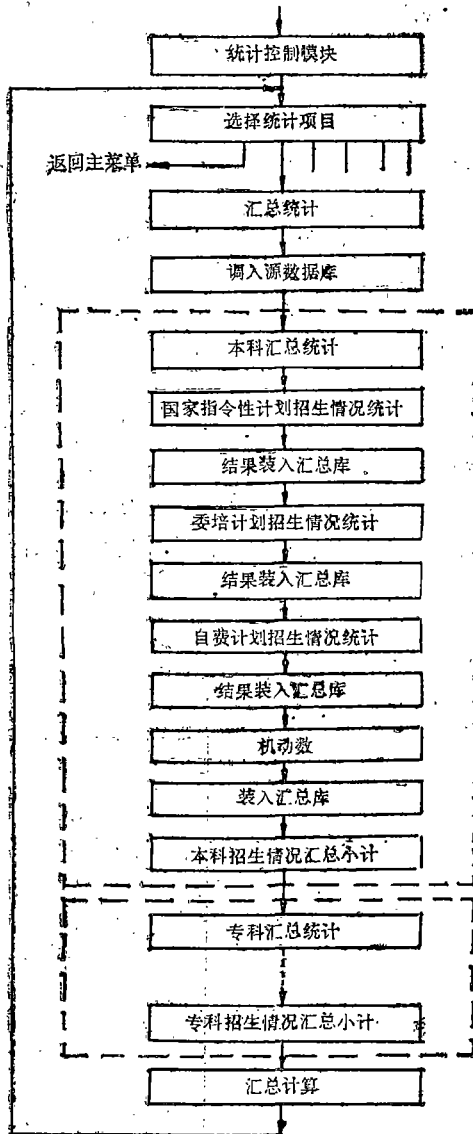 统计控制模块
选择统计项目
返回主菜单
汇总统计
调入源数据库
本科汇总统计
国家指令性计划招生情况统计
结果装入汇总库
委培计划招生情况统计
结果装入汇总库
自费计划招生情况统计
结果装入汇总库
机动数
装入汇总库
本科招生情况汇总小计
专科汇总统计
专科招生情况汇总小计
汇总计算